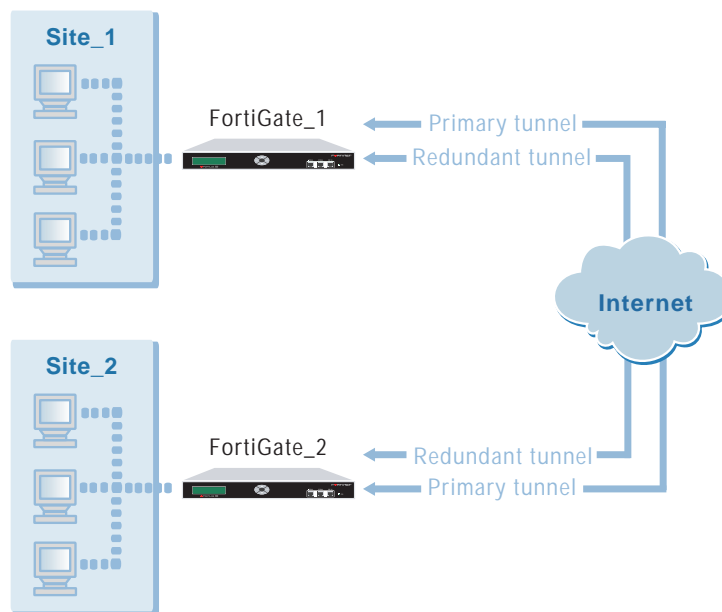 Site_1
FortiGate_1
Primary tunnel
Redundant tunnel
Internet
Site_2
FortiGate_2
Redundant tunnel
Primary tunnel